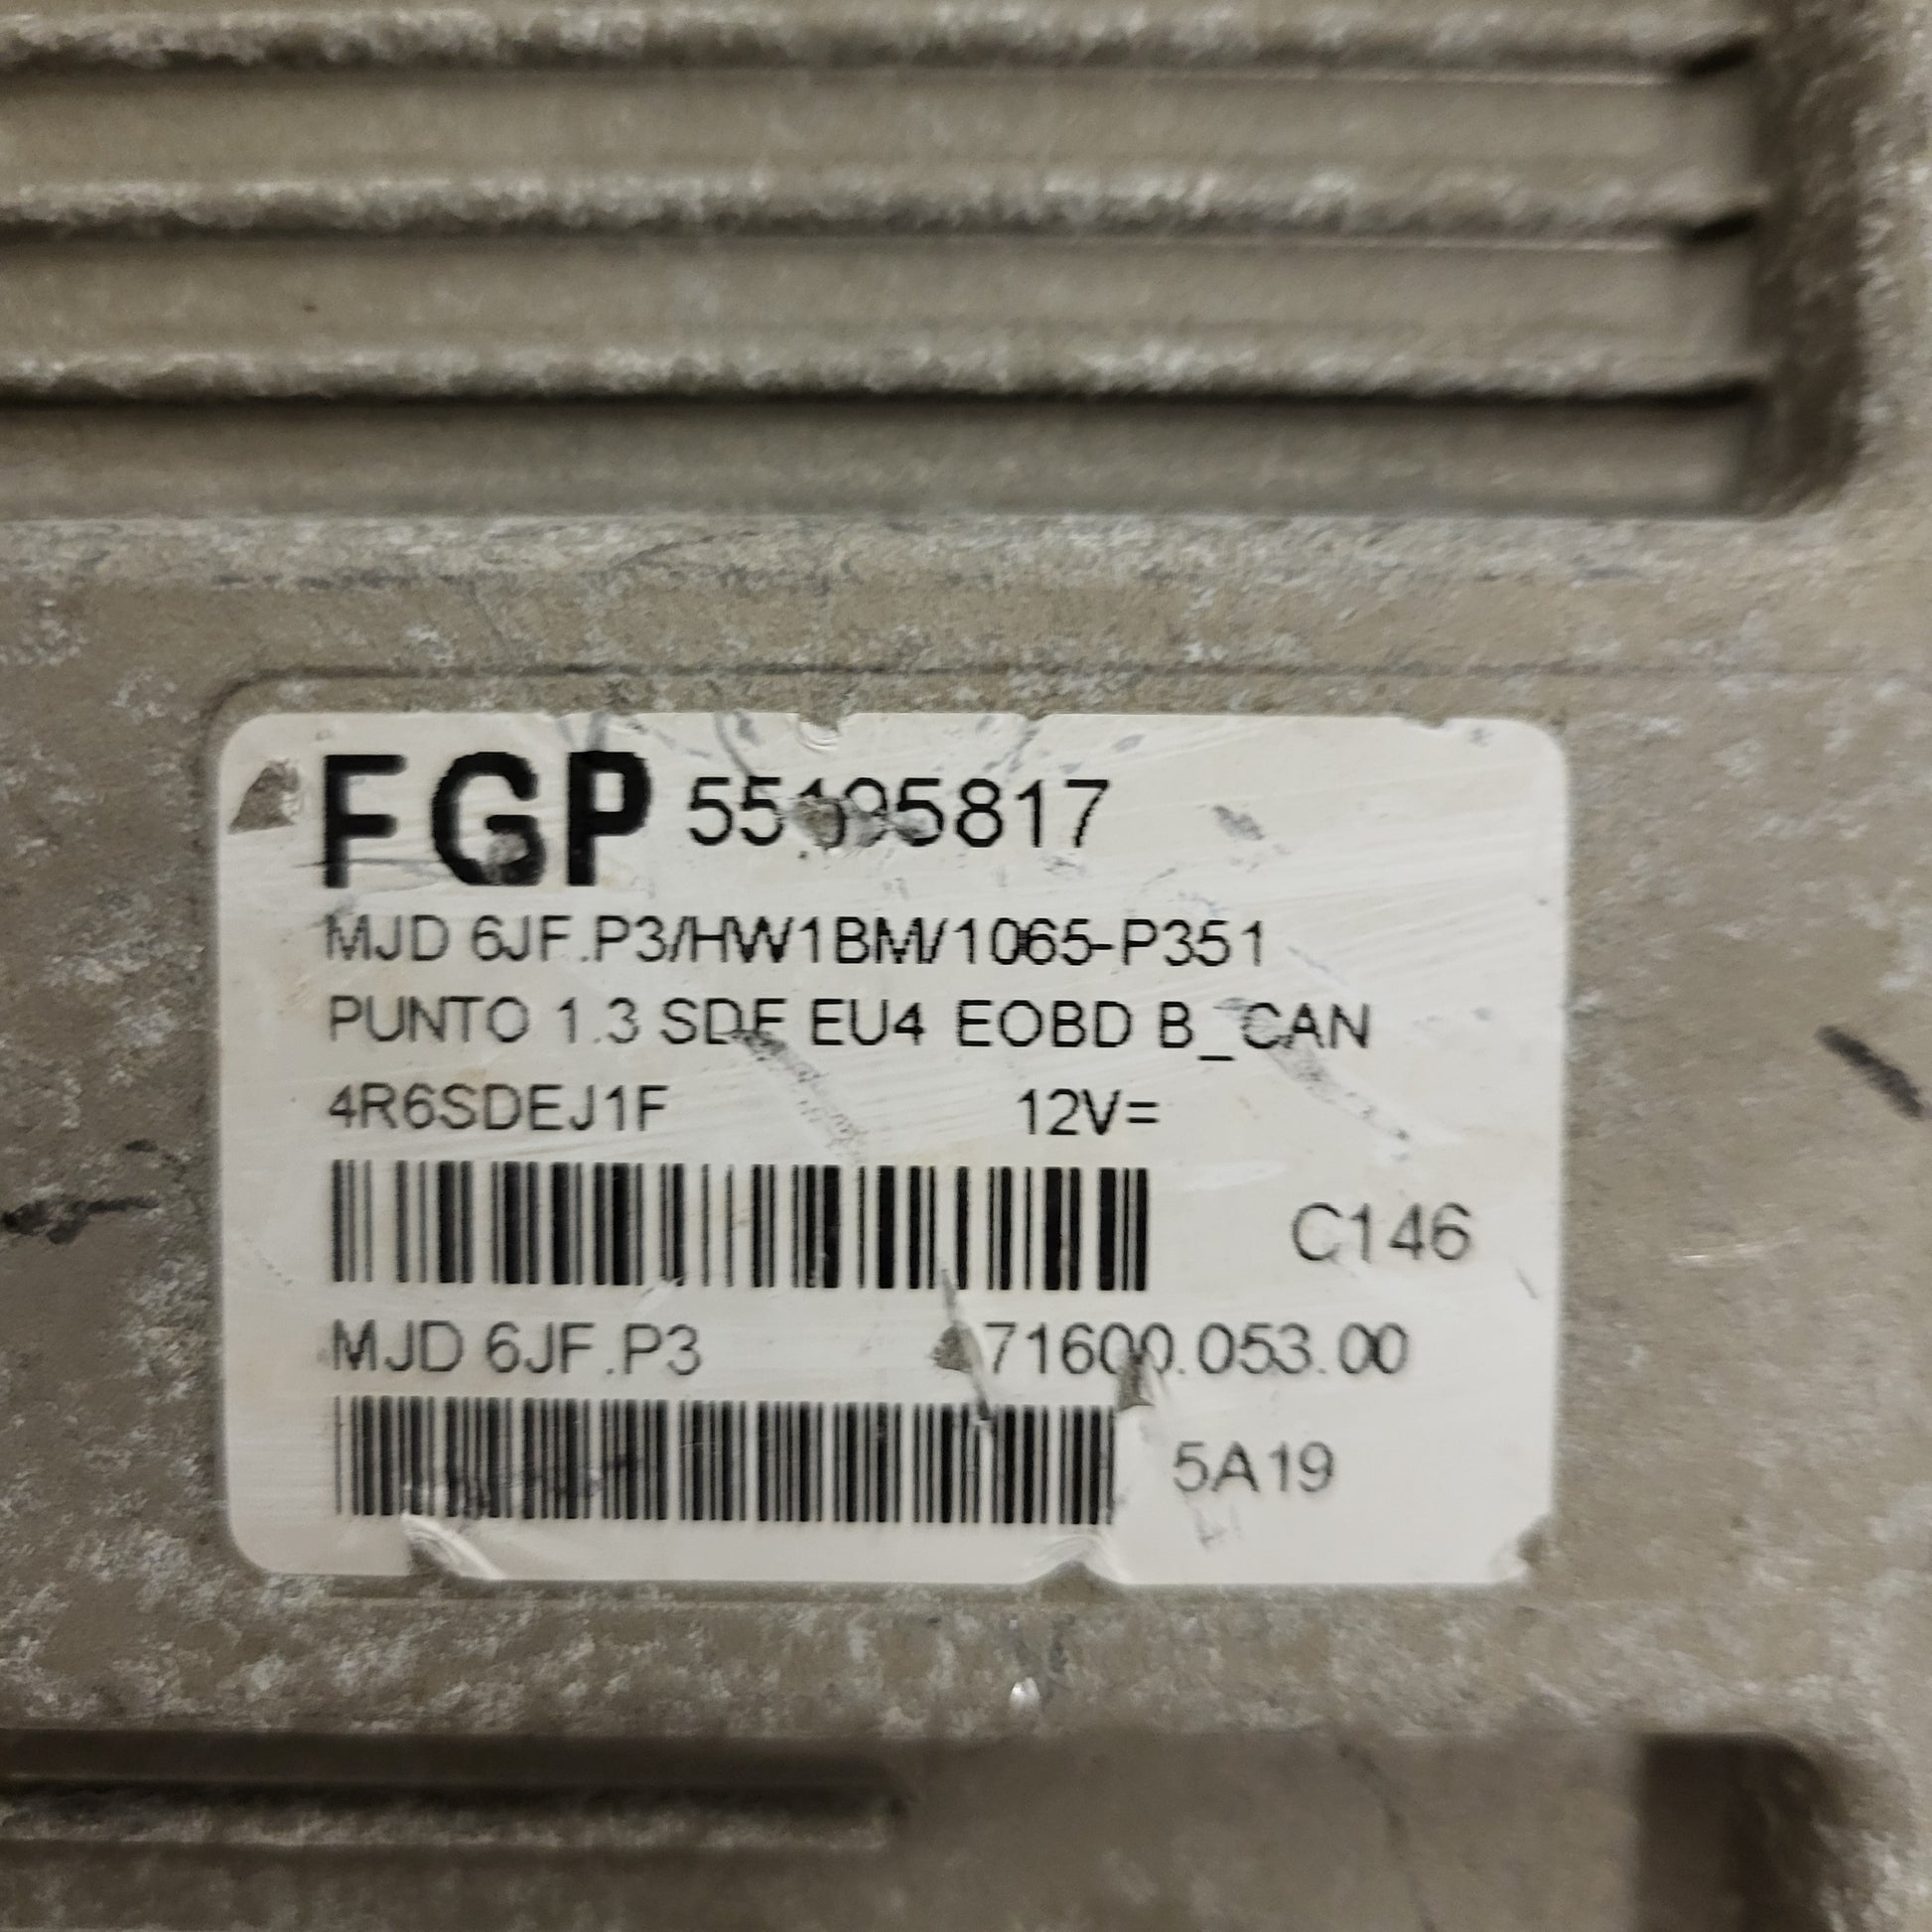 FGP 55195817
MJD 6JF.P3/HW1BM/1065-P351
PUNTO 1.3 SDE EU4 EOBD B_CAN
4R6SDEJ1F 12V=
C146
MJD 6JF.P3 71600.053.00
5A19